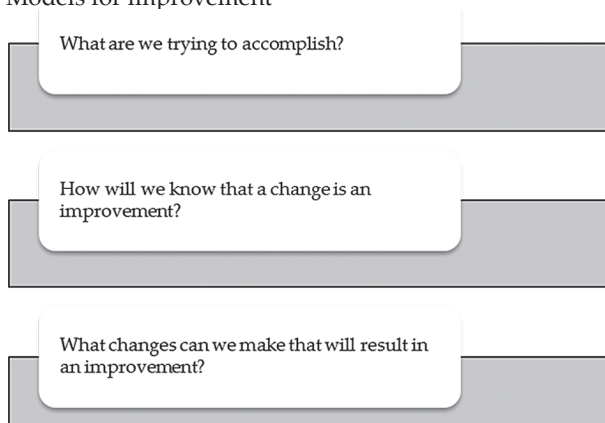 Models for Improvement
What are we trying to accomplish?
How will we know that a change is an
improvement?
What changes can we make that will result in
an improvement?